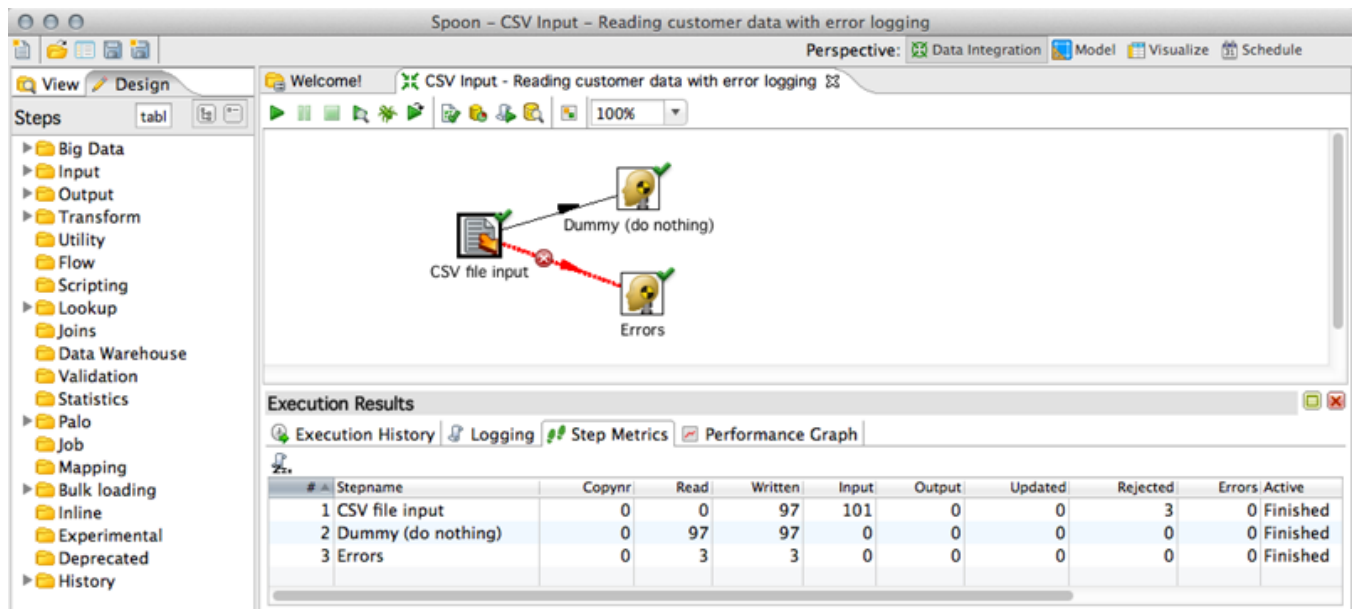 Spoon – CSV Input – Reading customer data with error logging
Perspective: Data Integration Model Visualize 31 Schedule
View Design
Welcome! CSV Input - Reading customer data with error logging
Steps tabl
100%
Big Data
Input
Output
Transform
Utility
Flow
Scripting
Lookup
Joins
Data Warehouse
Validation
Statistics
Palo
Job
Mapping
Bulk loading
Inline
Experimental
Deprecated
History
Dummy (do nothing)
CSV file input
Errors
Execution Results
Execution History Logging Step Metrics Performance Graph
# Stepname Copynr Read Written Input Output Updated Rejected Errors Active
1 CSV file input 0 0 97 101 0 0 3 0 Finished
2 Dummy (do nothing) 0 97 97 0 0 0 0 0 Finished
3 Errors 0 3 3 0 0 0 0 0 Finished